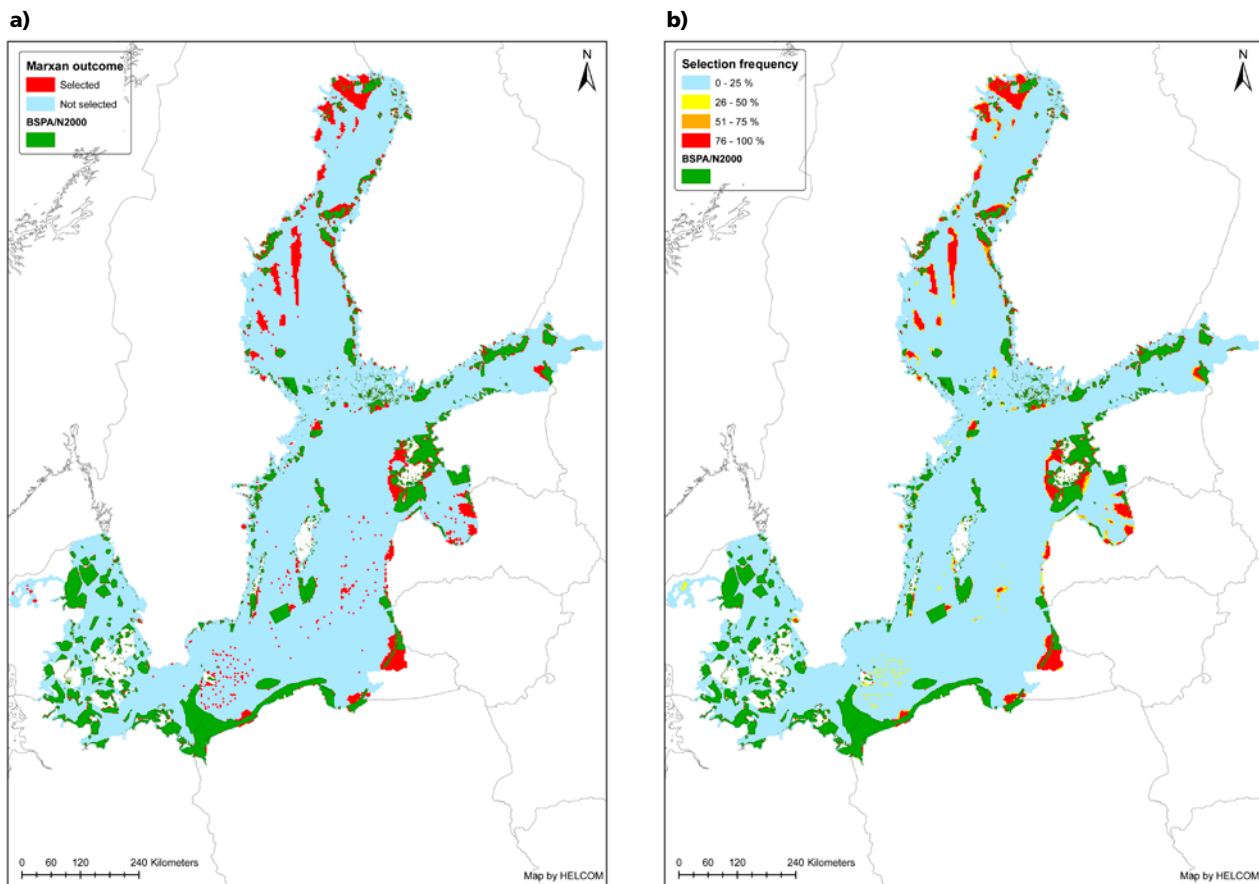 a)
Marxan outcome
Selected
Not selected
BSPA/N2000
N
0 60 120 240 Kilometers
Map by HELCOM
b)
Selection frequency
0 - 25 %
26 - 50 %
51 - 75 %
76 - 100 %
BSPA/N2000
N
0 60 120 240 Kilometers
Map by HELCOM